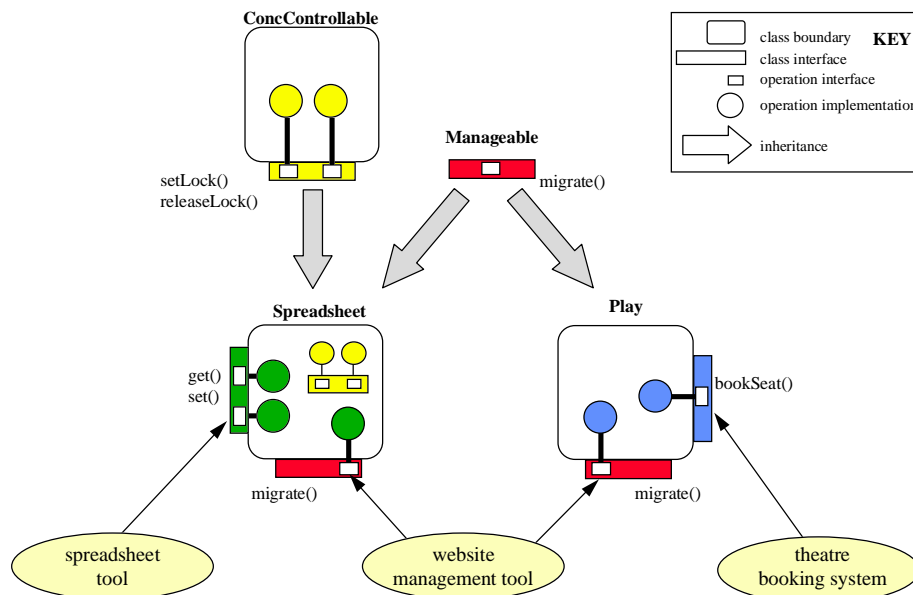 ConcControllable
class boundary
KEY
class interface
operation interface
operation implementation
inheritance
Manageable
setLock()
releaseLock()
migrate()
Spreadsheet
Play
get()
set()
bookSeat()
migrate()
migrate()
spreadsheet
tool
website
management tool
theatre
booking system